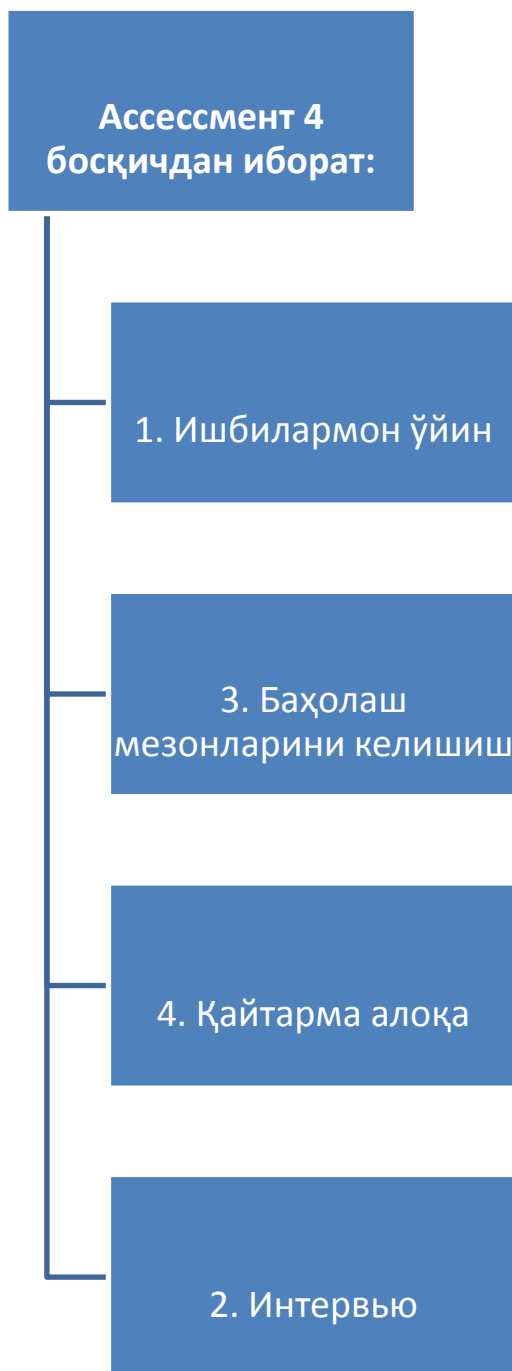 Ассессмент 4
босқичдан иборат:
1. Ишбилармон ўйин
3. Баҳолаш
мезонларини келишиш
4. Қайтарма алоқа
2. Интервью